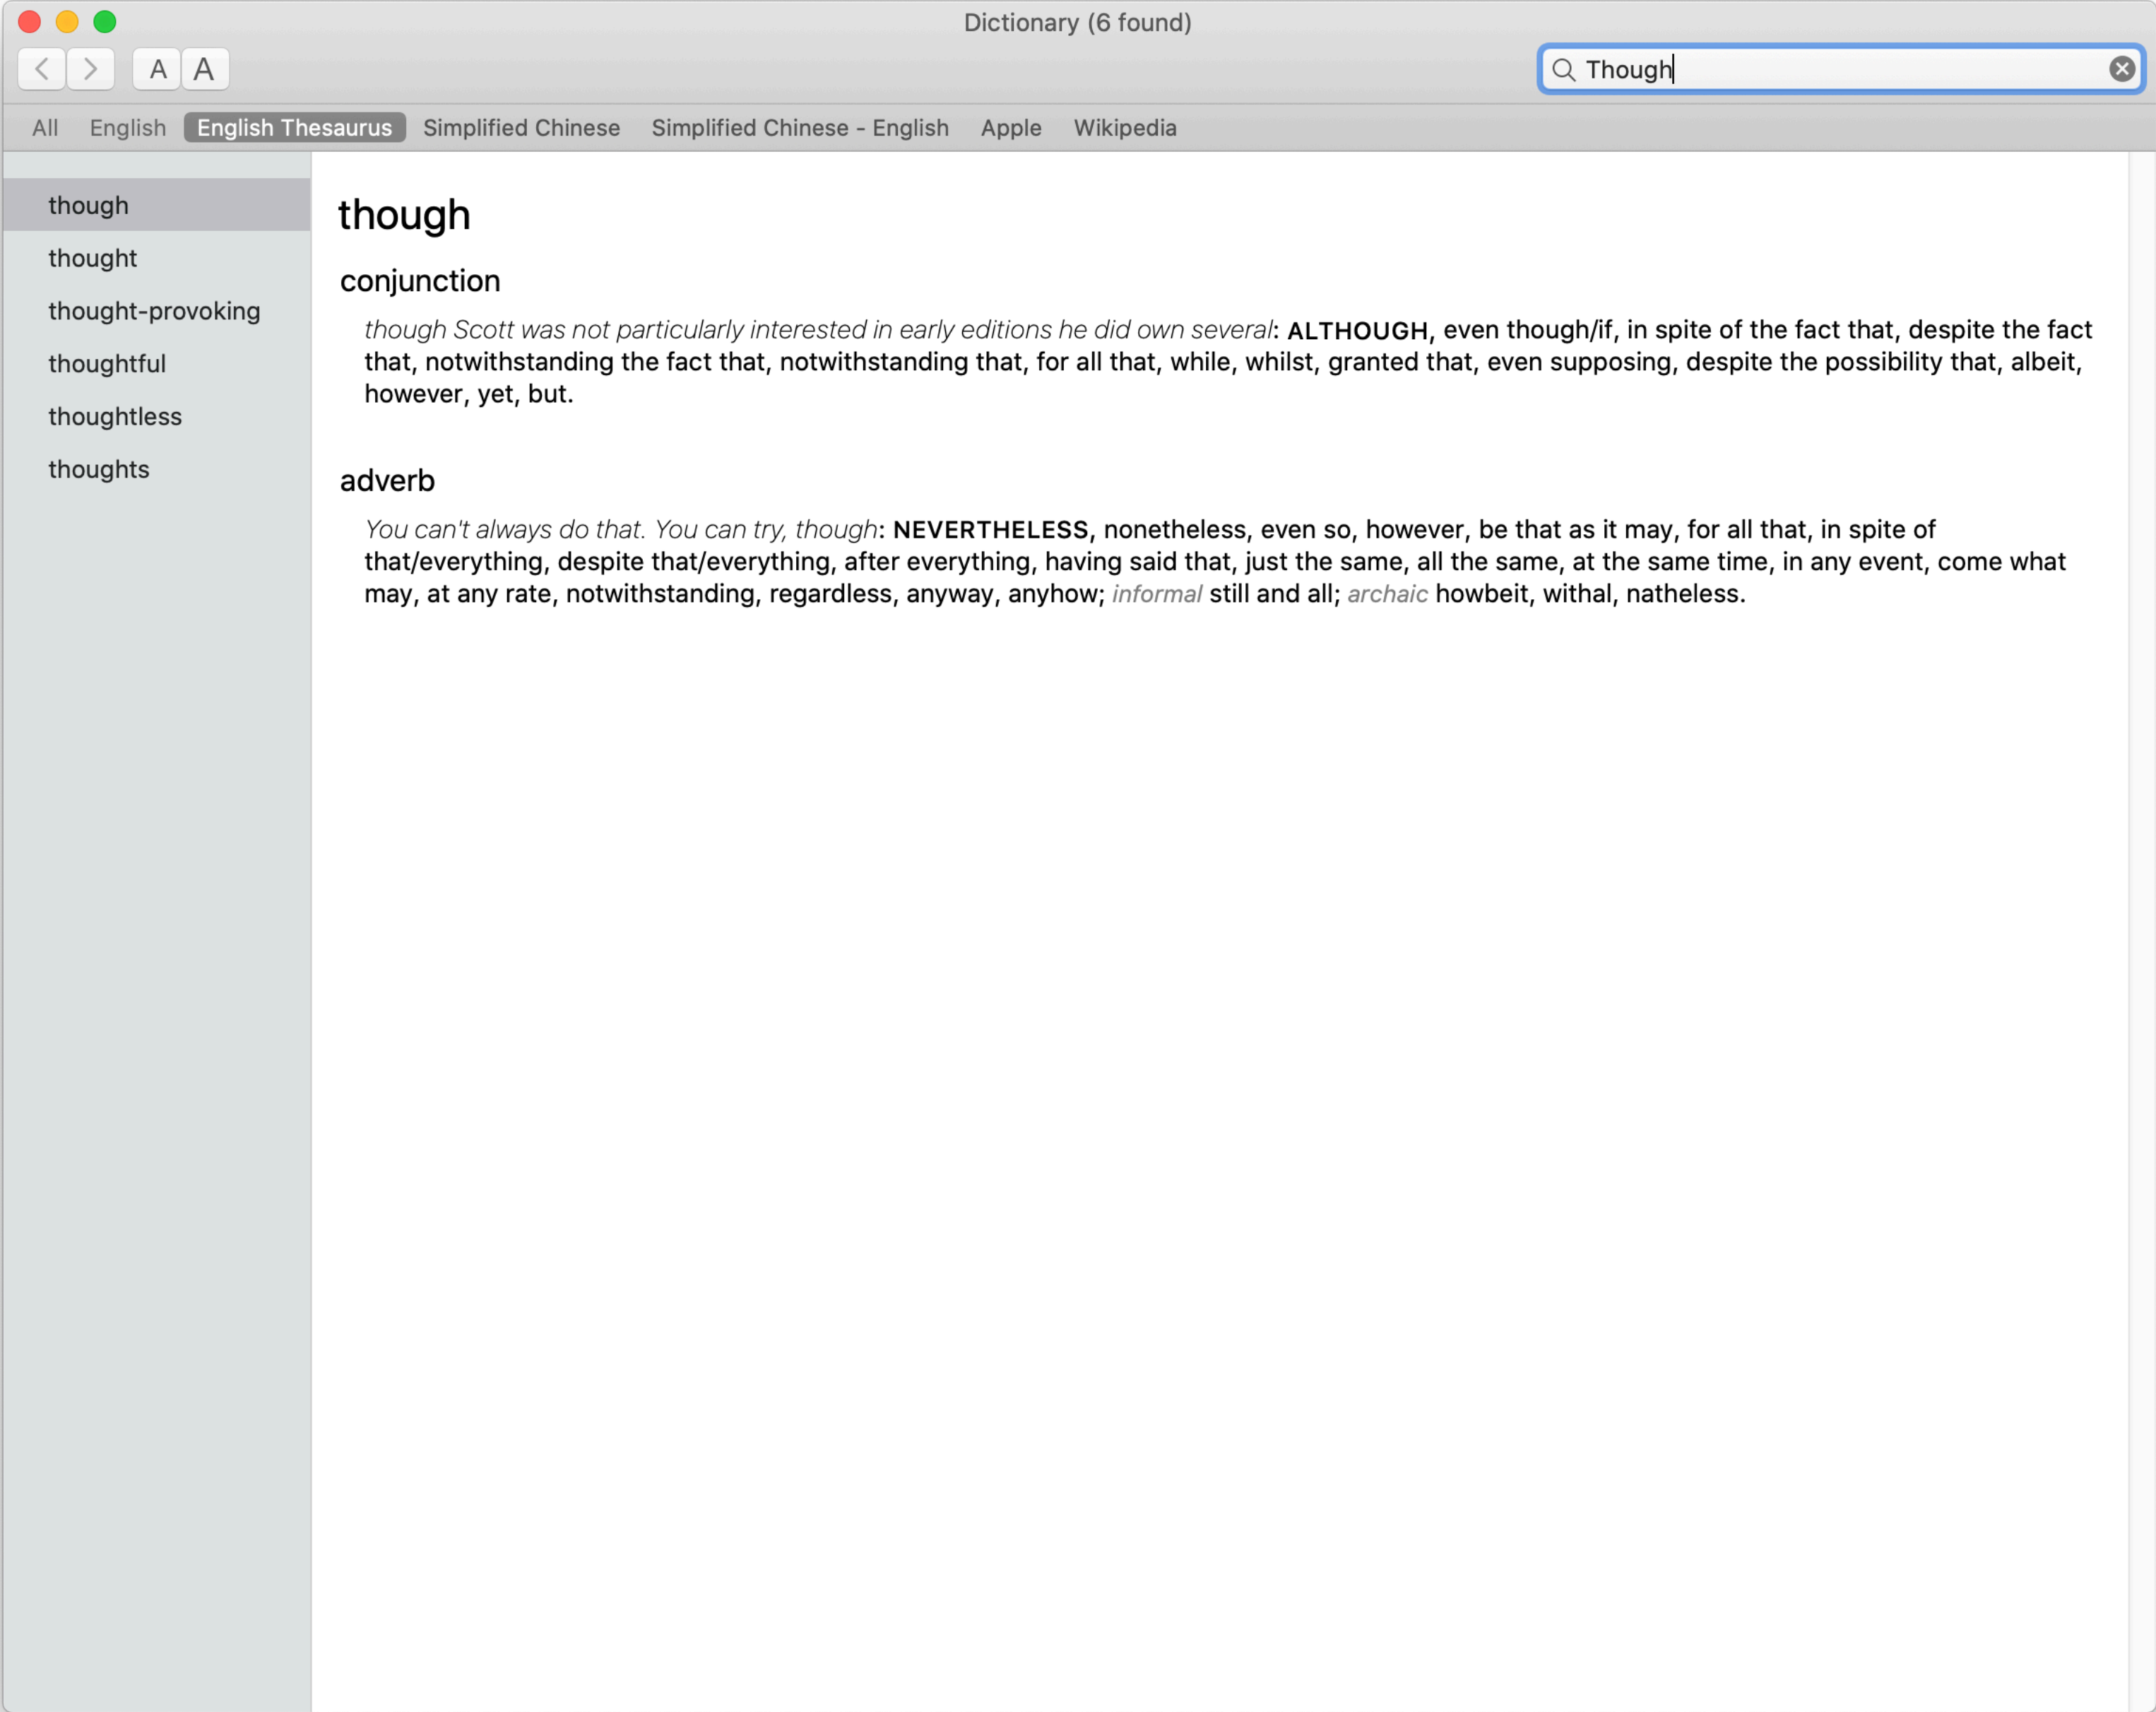 Dictionary (6 found)
A A
Though
All English English Thesaurus Simplified Chinese Simplified Chinese - English Apple Wikipedia
though
thought
thought-provoking
thoughtful
thoughtless
thoughts
though
conjunction
though Scott was not particularly interested in early editions he did own several: ALTHOUGH, even though/if, in spite of the fact that, despite the fact
that, notwithstanding the fact that, notwithstanding that, for all that, while, whilst, granted that, even supposing, despite the possibility that, albeit,
however, yet, but.
adverb
You can't always do that. You can try, though: NEVERTHELESS, nonetheless, even so, however, be that as it may, for all that, in spite of
that/everything, despite that/everything, after everything, having said that, just the same, all the same, at the same time, in any event, come what
may, at any rate, notwithstanding, regardless, anyway, anyhow; informal still and all; archaic howbeit, withal, natheless.